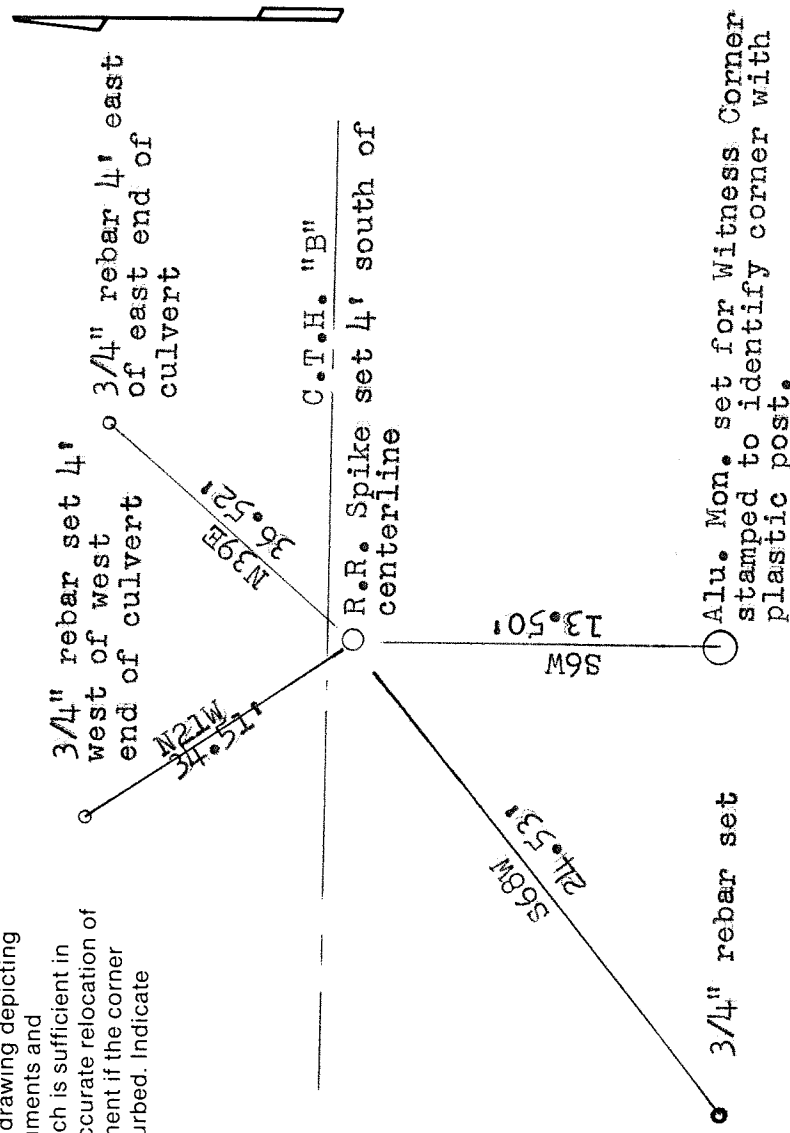 drawing depicting
uments and
ch is sufficient in
ccurate relocation of
nent if the corner
urbed. Indicate
3/4" rebar set 4'
west of west
end of culvert
3/4" rebar 4' east
of east end of
culvert
N21W
34.51'
N39E
36.52'
C.T.H. "B"
R.R. Spike set 4' south of
centerline
S68W
24.53'
S6W
13.50'
3/4" rebar set
Alu. Mon. set for Witness Corner
stamped to identify corner with
plastic post.